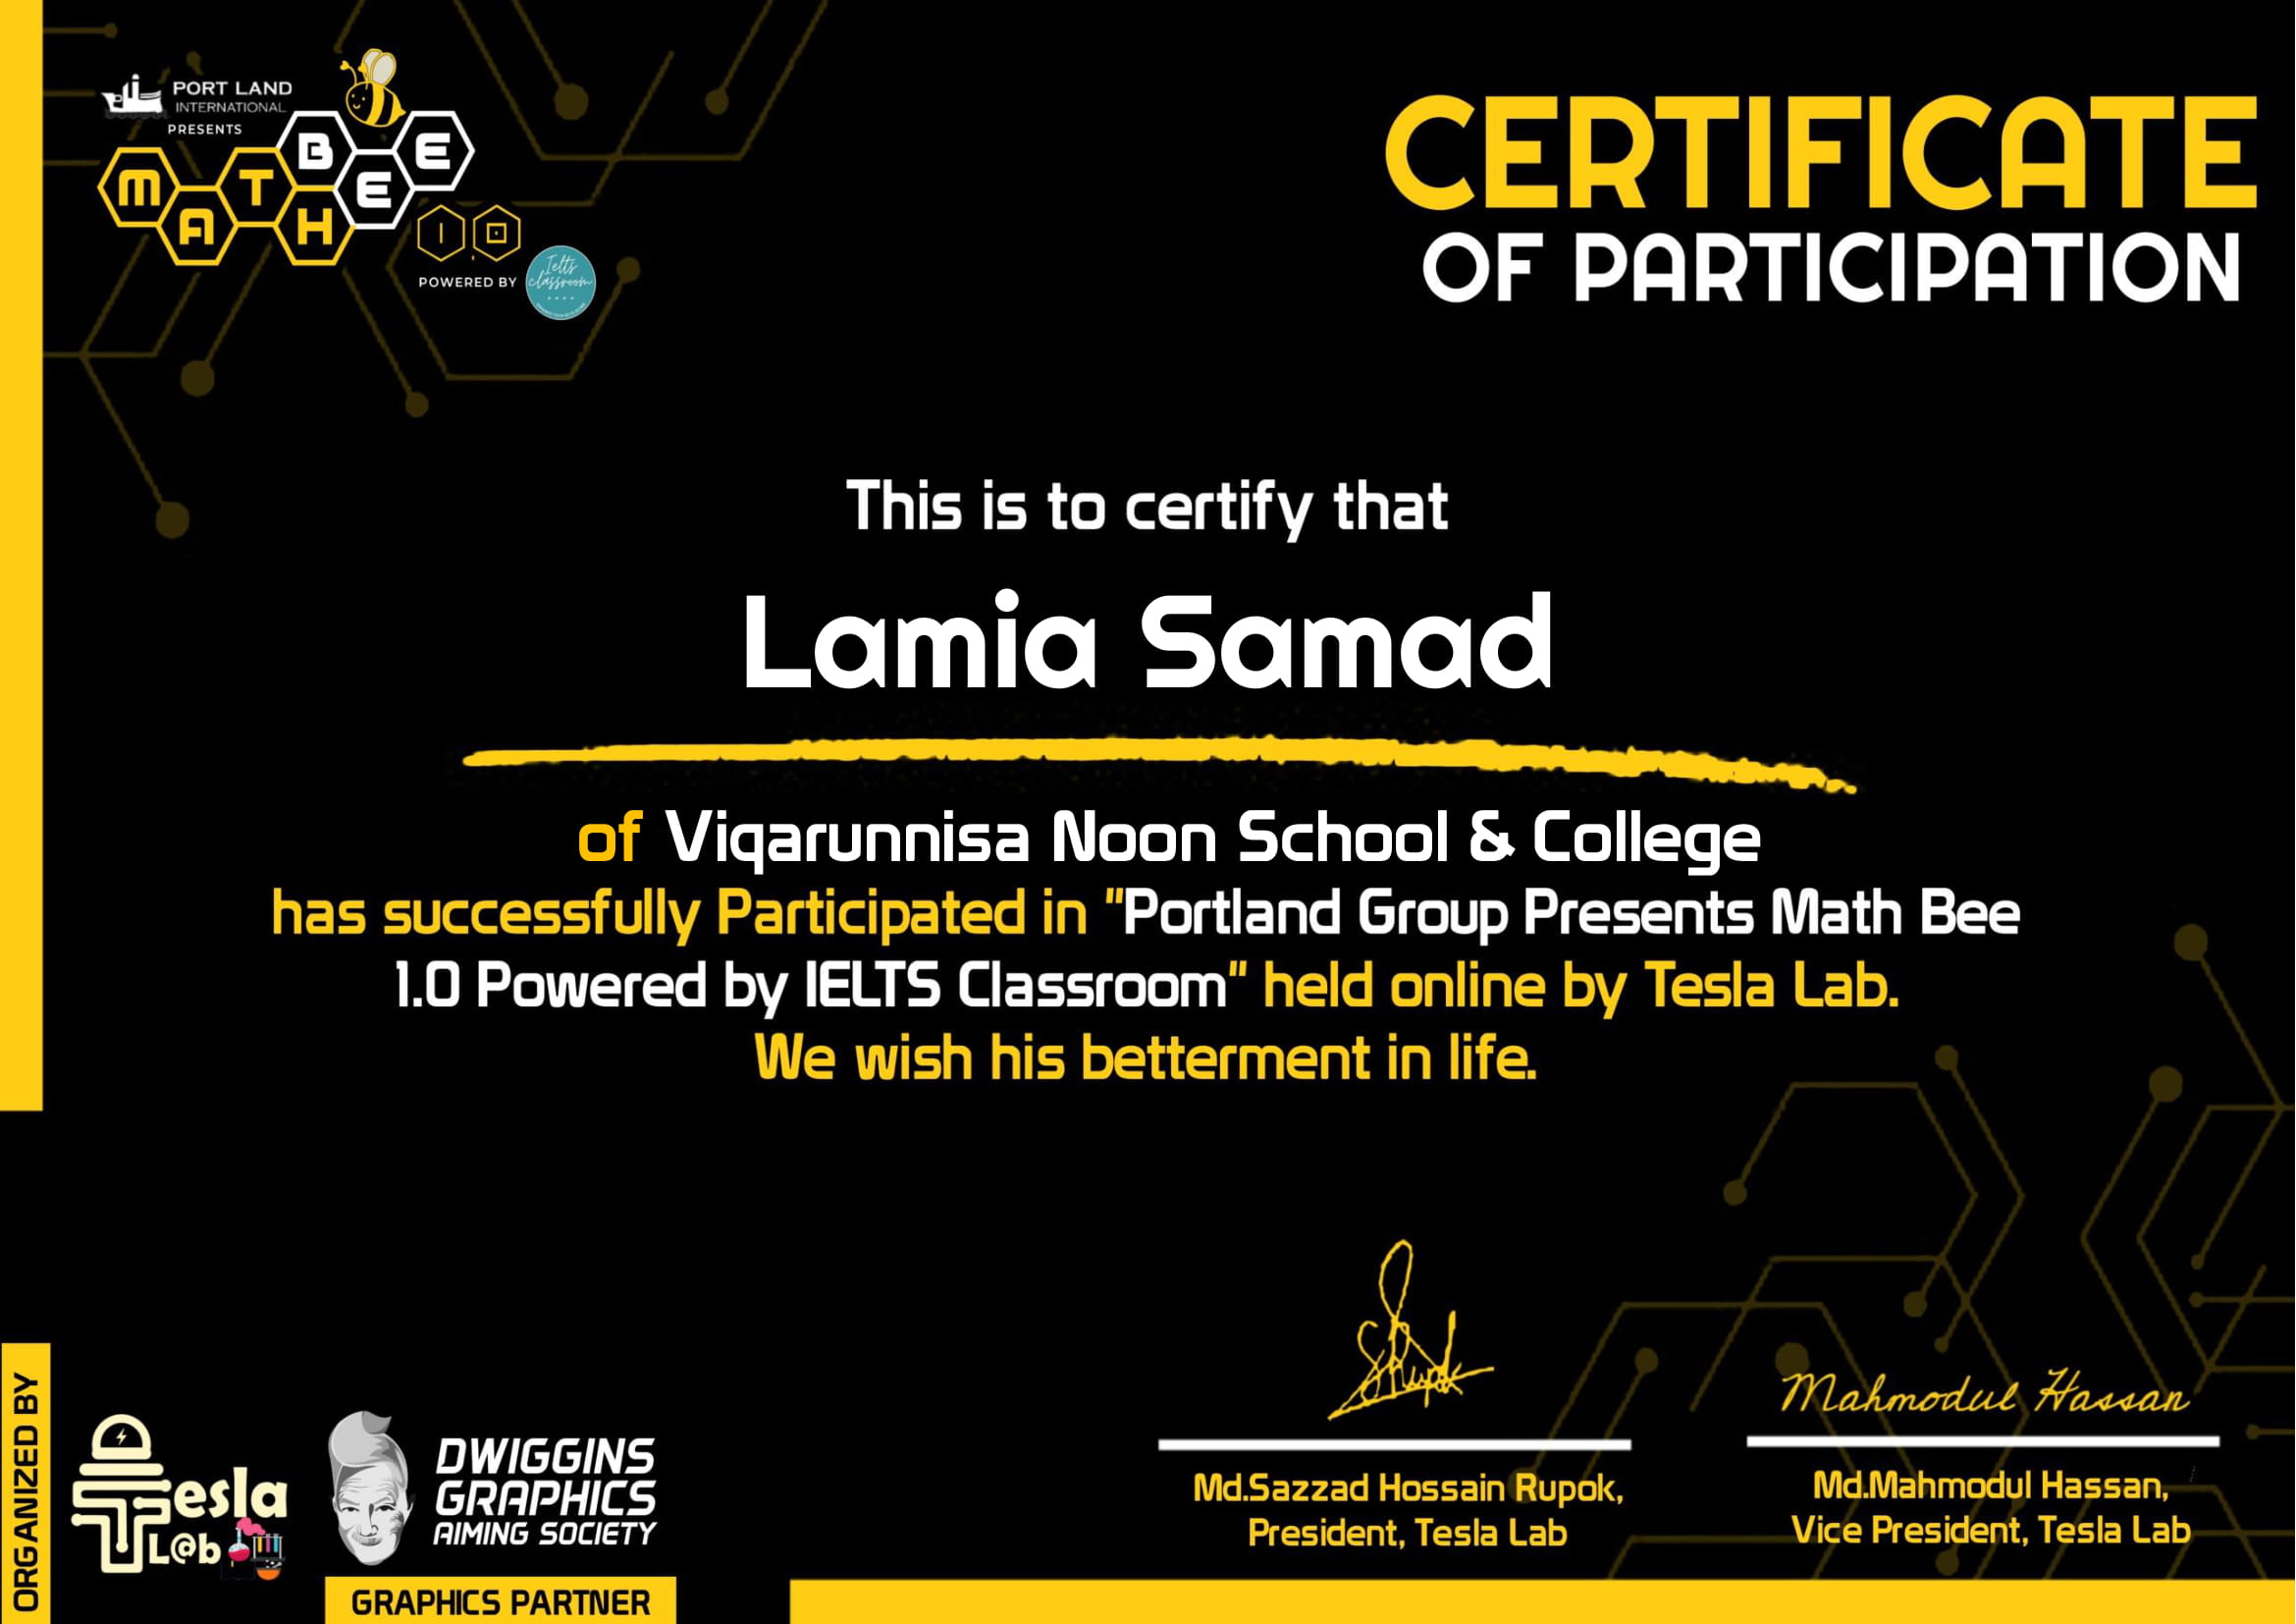 PORT LAND
INTERNATIONAL
PRESENTS
MATH BEE
1.0
POWERED BY
Ielts
classroom
CERTIFICATE
OF PARTICIPATION
This is to certify that
Lamia Samad
of Viqarunnisa Noon School & College
has successfully Participated in "Portland Group Presents Math Bee
1.0 Powered by IELTS Classroom" held online by Tesla Lab.
We wish his betterment in life.
ORGANIZED BY
Tesla
L@b
DWIGGINS
GRAPHICS
AIMING SOCIETY
GRAPHICS PARTNER
SRupok
Md.Sazzad Hossain Rupok,
President, Tesla Lab
Mahmodul Hassan
Md.Mahmodul Hassan,
Vice President, Tesla Lab